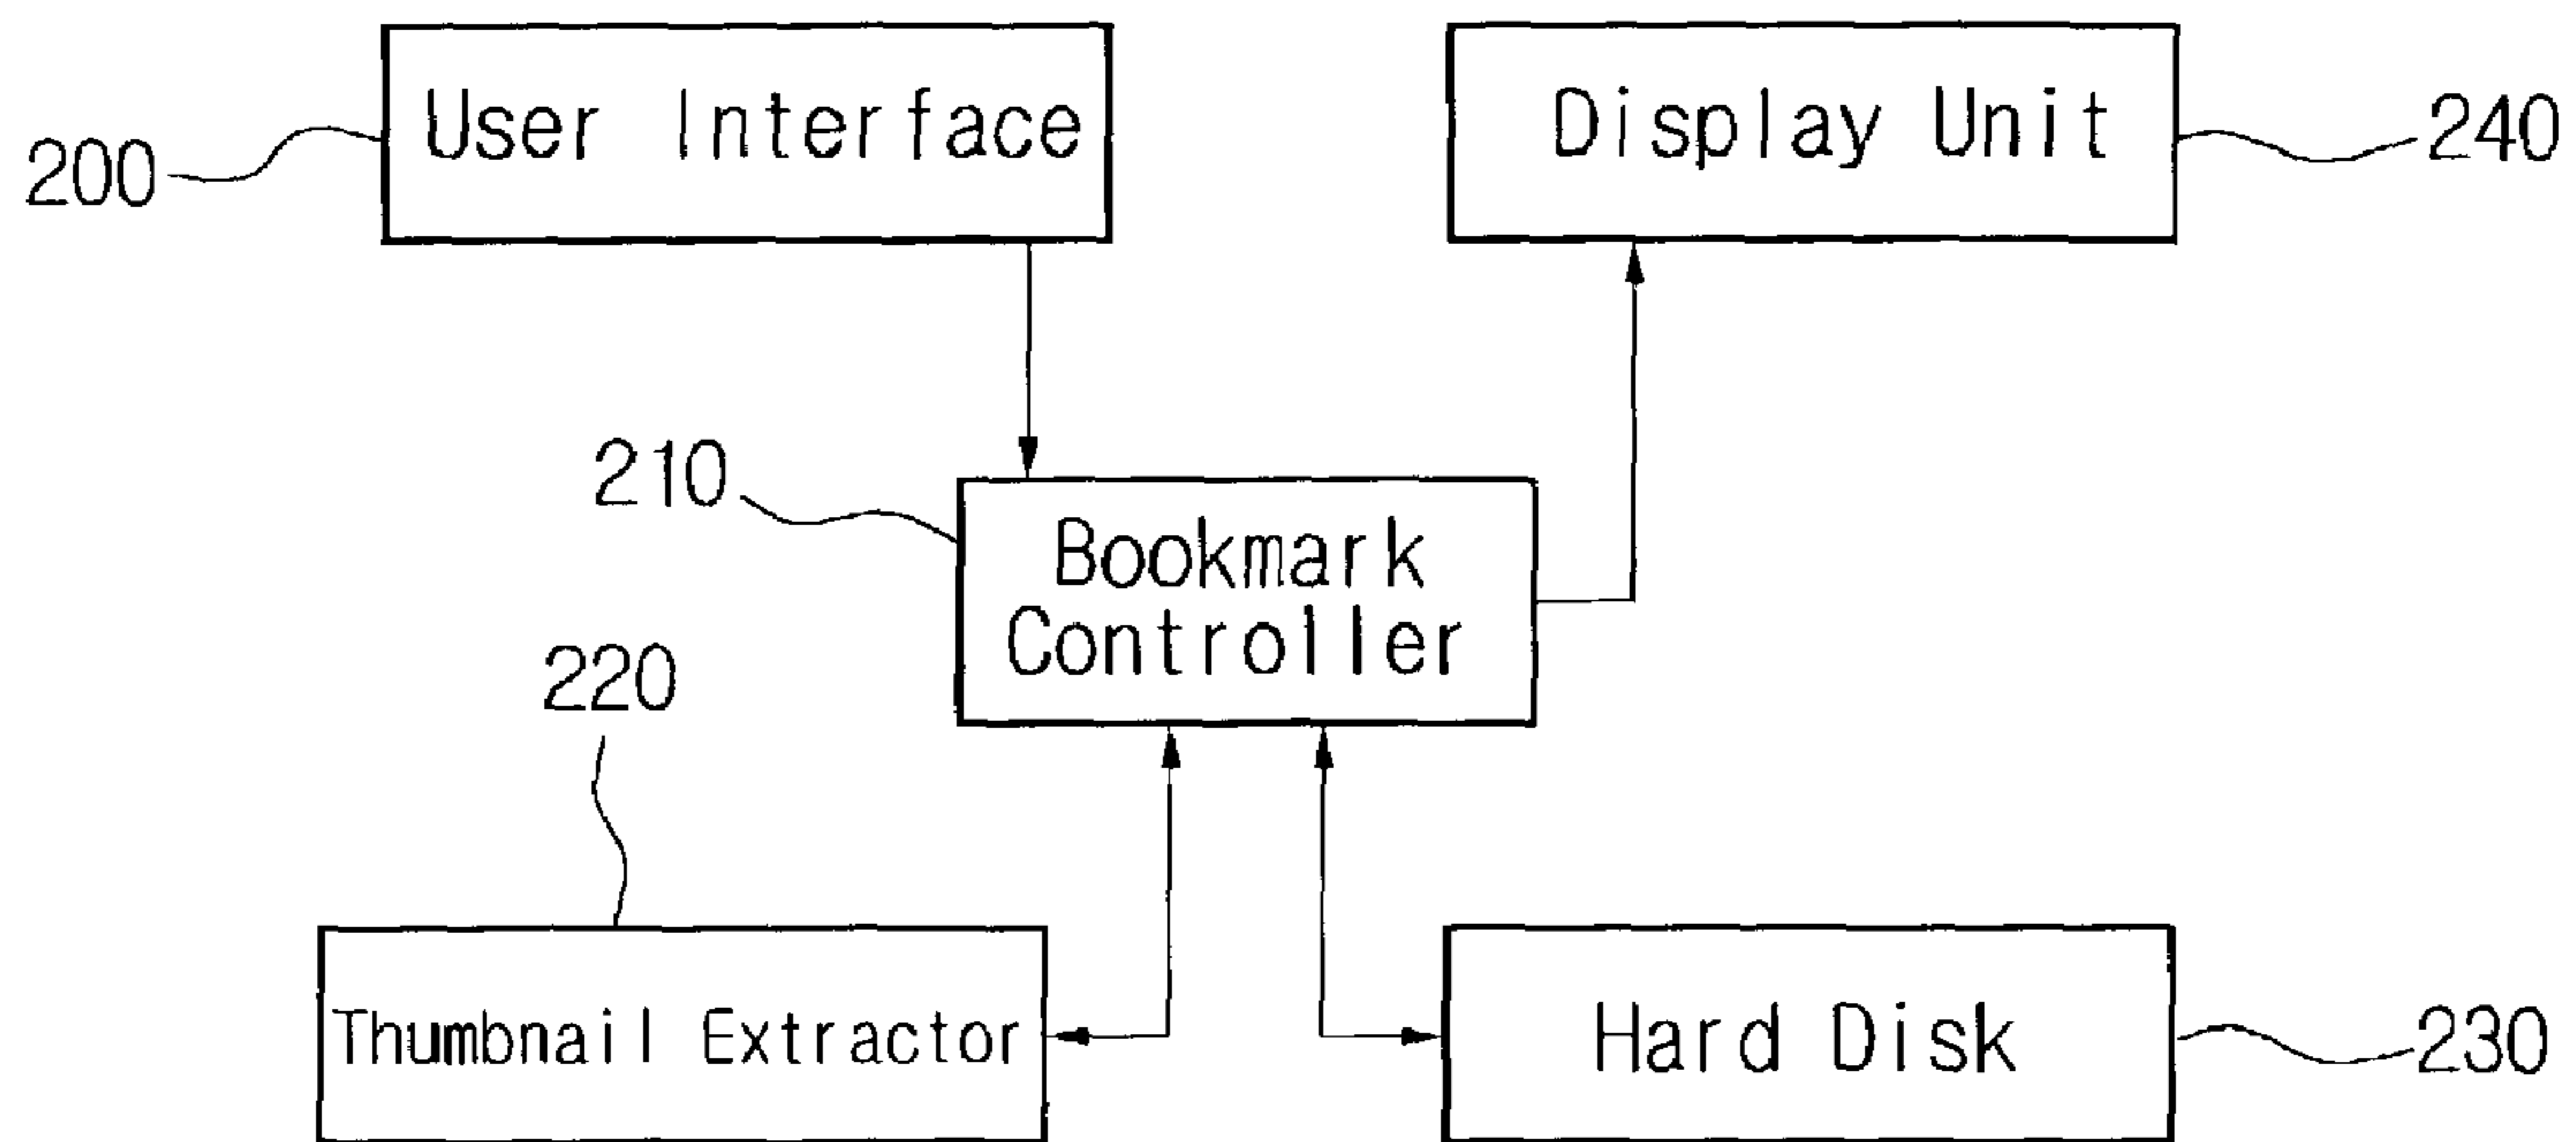 User Interface
Display Unit
200
240
210
Bookmark
Controller
220
Thumbnail Extractor
Hard Disk
230